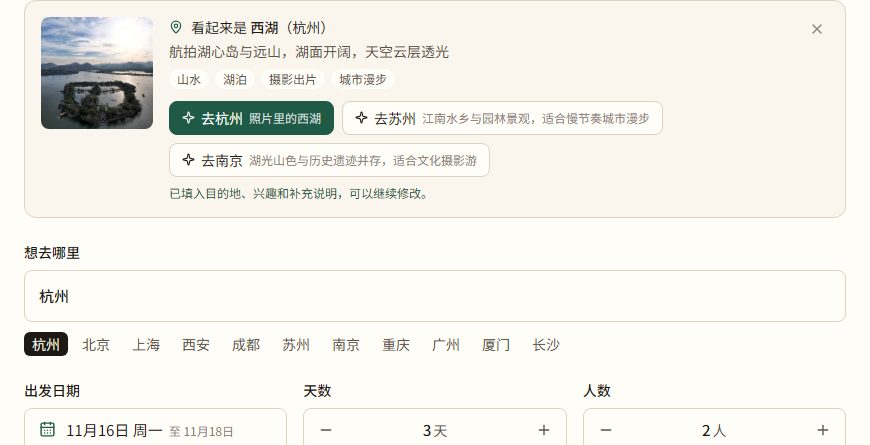 看起来是 西湖（杭州）
航拍湖心岛与远山，湖面开阔，天空云层透光
山水 湖泊 摄影出片 城市漫步
去杭州 照片里的西湖 去苏州 江南水乡与园林景观，适合慢节奏城市漫步
去南京 湖光山色与历史遗迹并存，适合文化摄影游
已填入目的地、兴趣和补充说明，可以继续修改。
想去哪里
杭州
杭州 北京 上海 西安 成都 苏州 南京 重庆 广州 厦门 长沙
出发日期 天数 人数
11月16日 周一 至 11月18日 − 3 天 + − 2 人 +